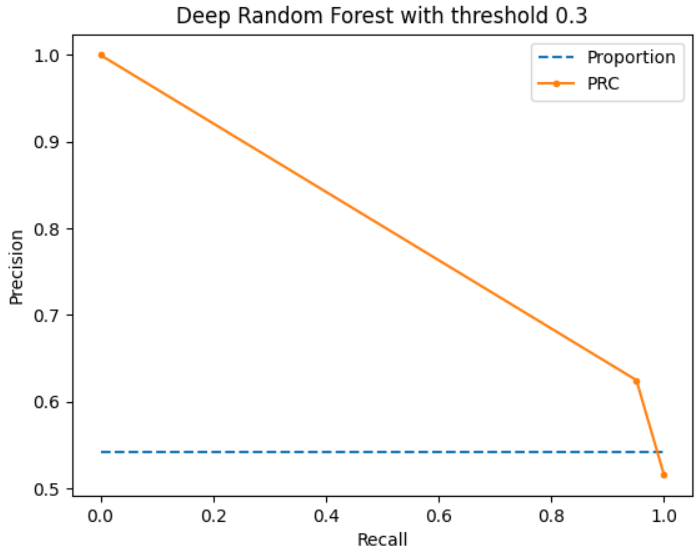 Deep Random Forest with threshold 0.3
Proportion
PRC
Precision
1.0
0.9
0.8
0.7
0.6
0.5
0.0 0.2 0.4 0.6 0.8 1.0
Recall